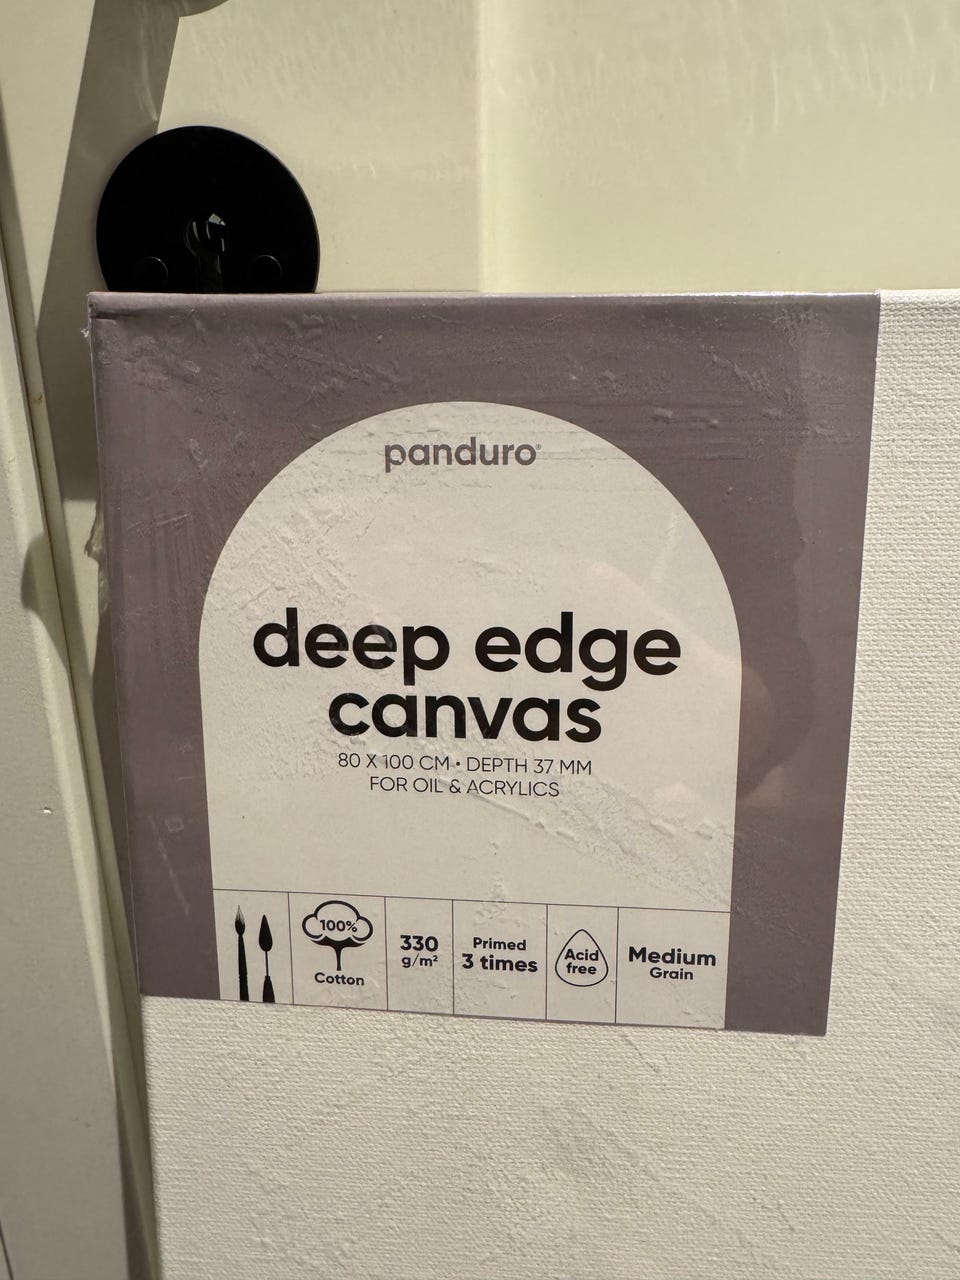 panduro®
deep edge
canvas
80 X 100 CM • DEPTH 37 MM
FOR OIL & ACRYLICS
100%
Cotton
330
g/m²
Primed
3 times
Acid
free
Medium
Grain